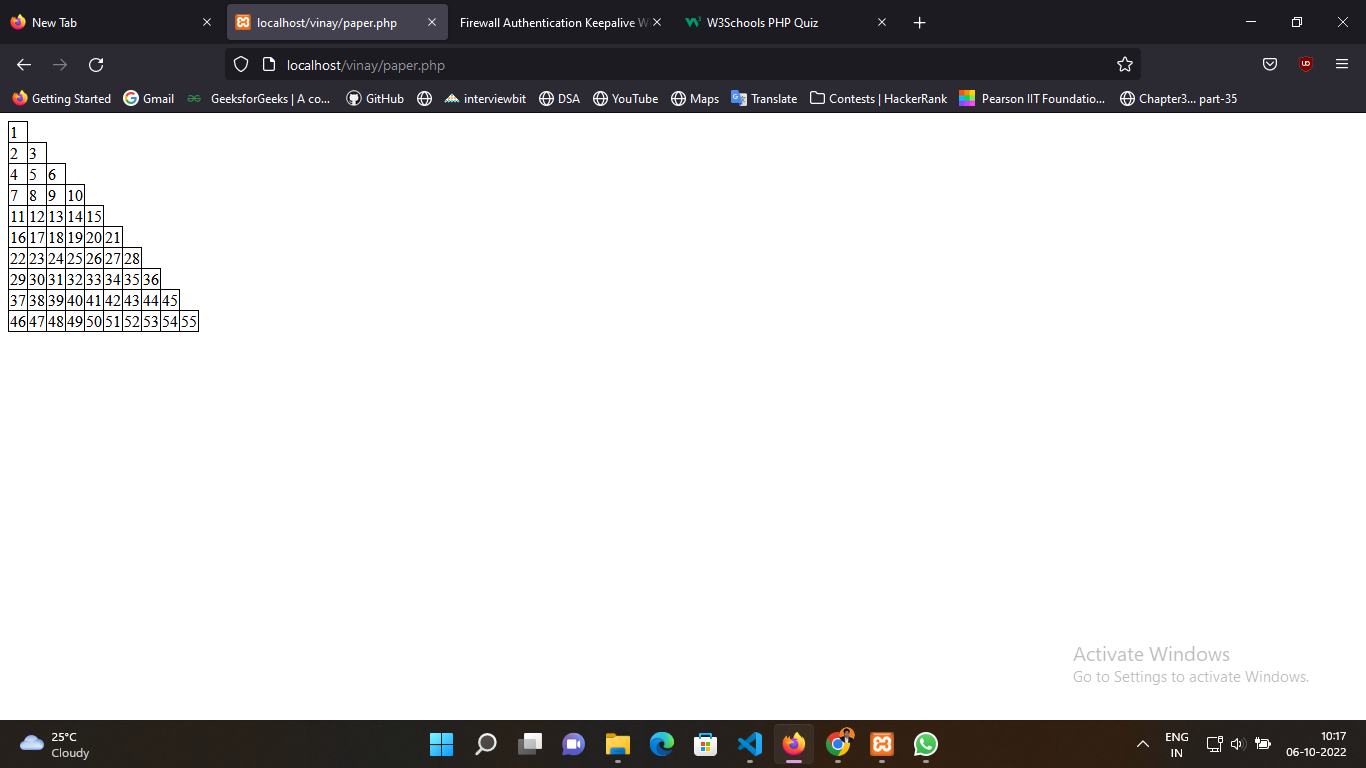 New Tab
localhost/vinay/paper.php
Firewall Authentication Keepalive W
W3Schools PHP Quiz
localhost/vinay/paper.php
Getting Started
Gmail
GeeksforGeeks | A co...
GitHub
interviewbit
DSA
YouTube
Maps
Translate
Contests | HackerRank
Pearson IIT Foundatio...
Chapter3... part-35
1
2 3
4 5 6
7 8 9 10
11 12 13 14 15
16 17 18 19 20 21
22 23 24 25 26 27 28
29 30 31 32 33 34 35 36
37 38 39 40 41 42 43 44 45
46 47 48 49 50 51 52 53 54 55
Activate Windows
Go to Settings to activate Windows.
25°C
Cloudy
ENG
IN
10:17
06-10-2022